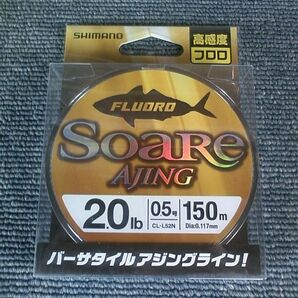 SHIMANO
高感度
フロロ
FLUORO
SOARE
AJING
2.0lb
0.5号
CL-L52N
150m
Dia:0.117mm
バーサタイルアジングライン!